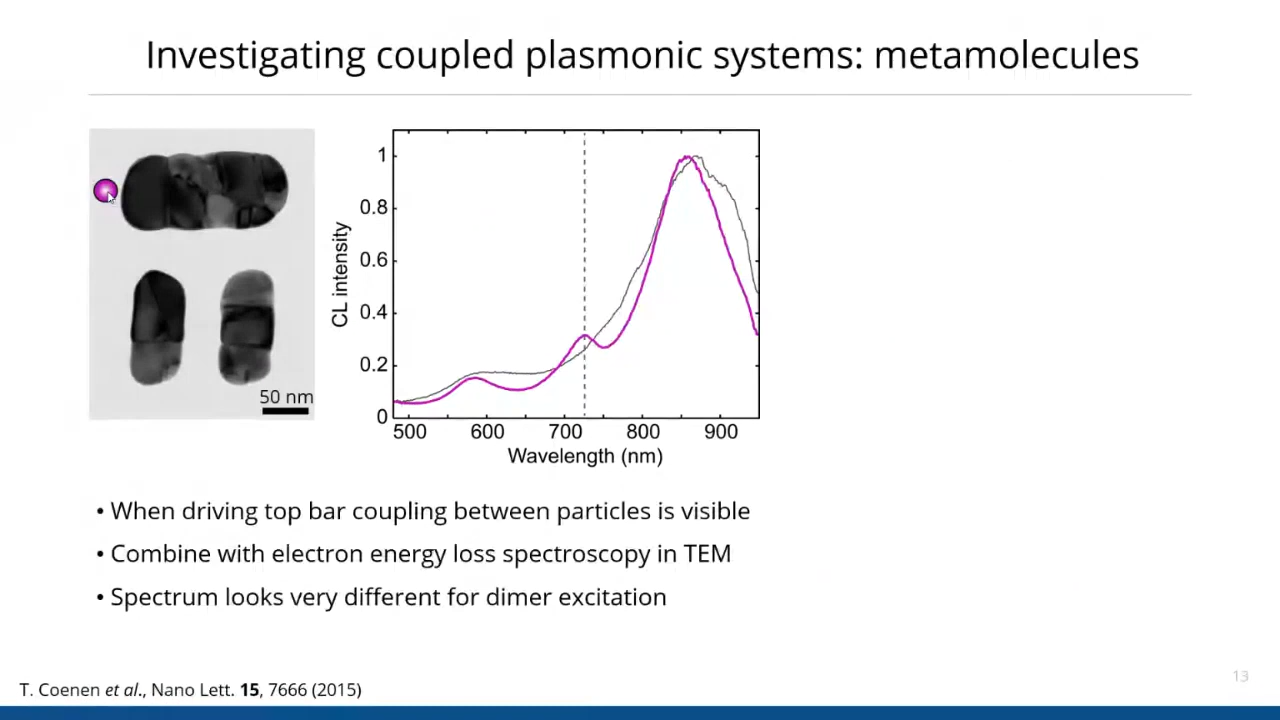 Investigating coupled plasmonic systems: metamolecules
50 nm
CL intensity
1
0.8
0.6
0.4
0.2
0
500 600 700 800 900
Wavelength (nm)
• When driving top bar coupling between particles is visible
• Combine with electron energy loss spectroscopy in TEM
• Spectrum looks very different for dimer excitation
T. Coenen et al., Nano Lett. 15, 7666 (2015)
13